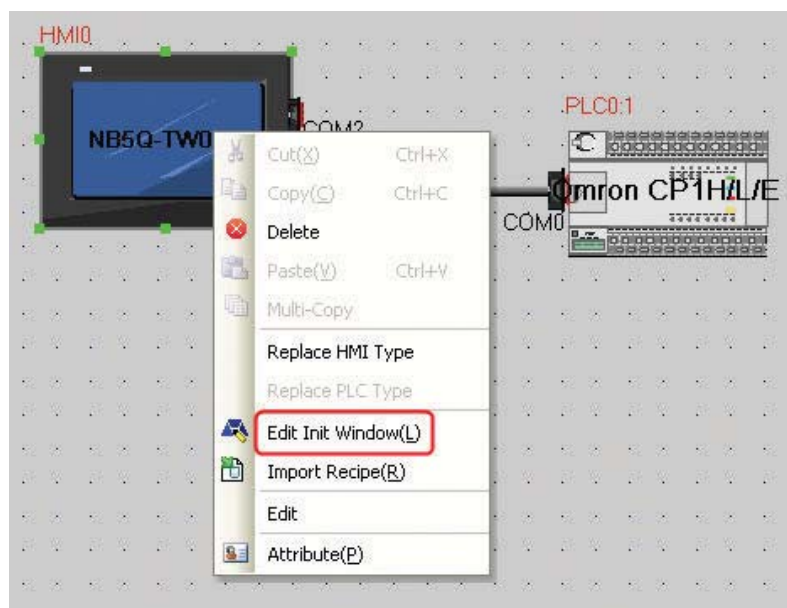 HMI0
PLC0:1
NB5Q-TW0
COM2
Omron CP1H/L/E
COM0
Cut(X) Ctrl+X
Copy(C) Ctrl+C
Delete
Paste(V) Ctrl+V
Multi-Copy
Replace HMI Type
Replace PLC Type
Edit Init Window(L)
Import Recipe(R)
Edit
Attribute(P)